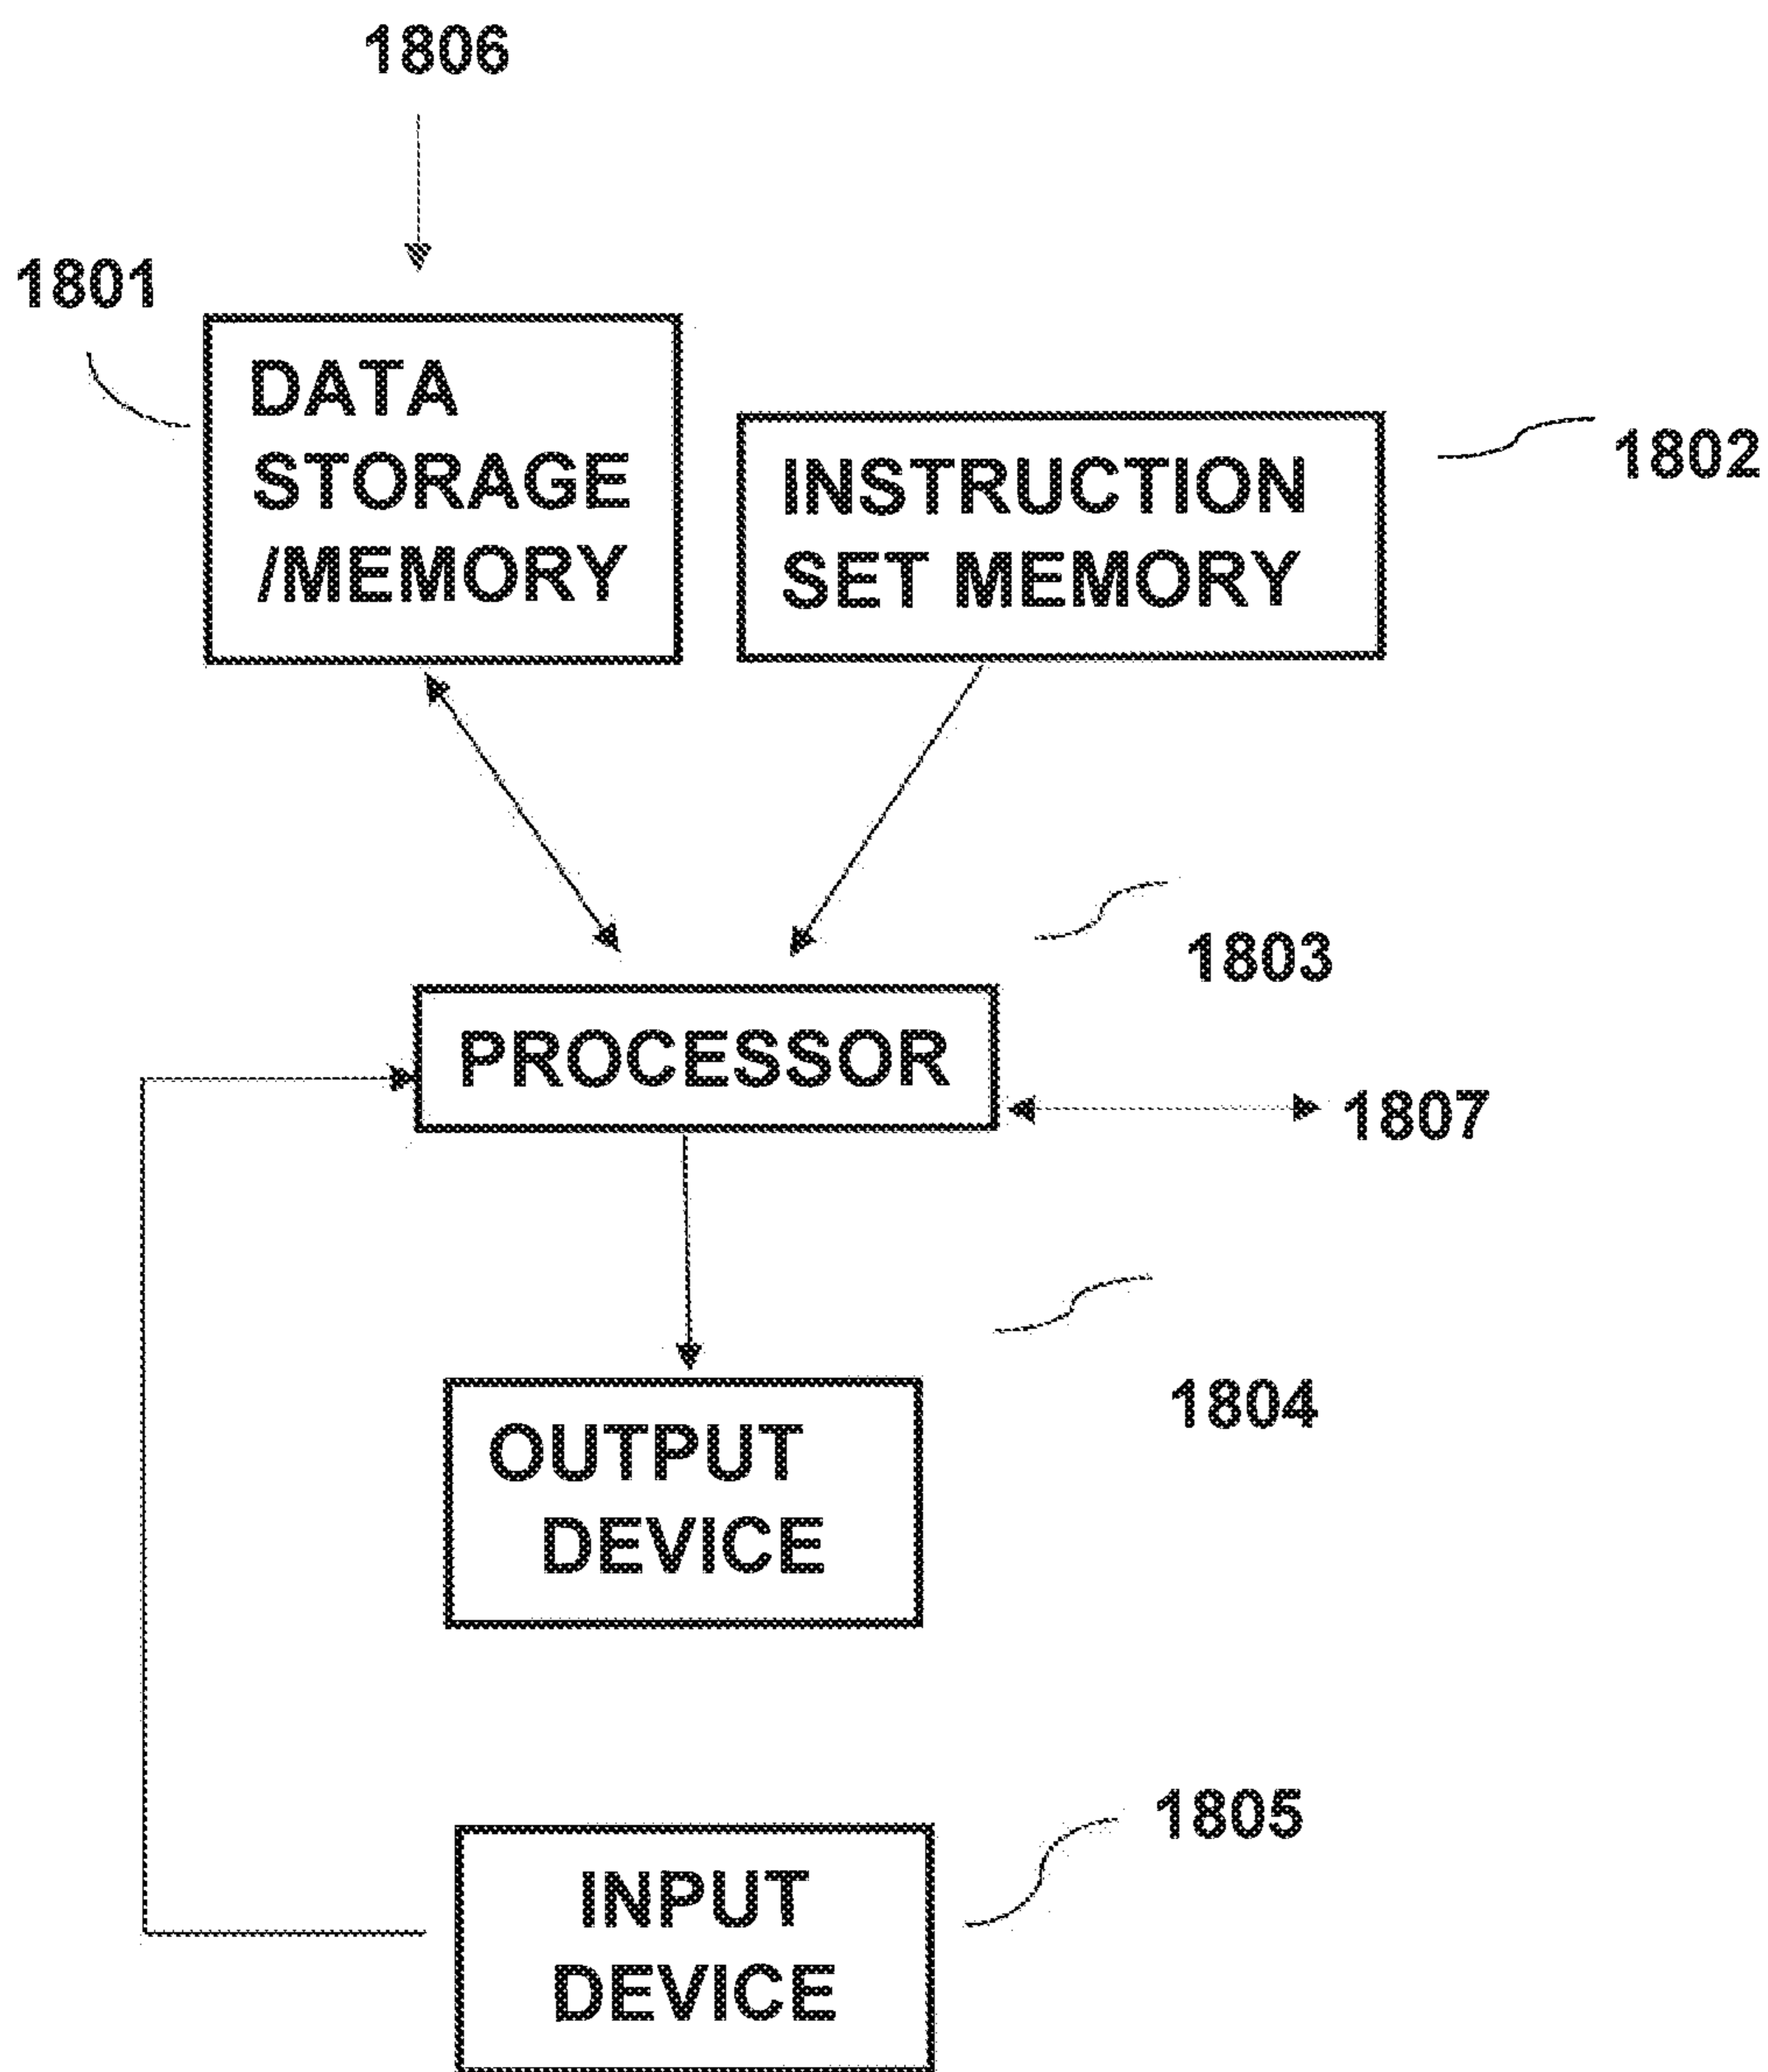 1806
1801
DATA
STORAGE
/MEMORY
INSTRUCTION
SET MEMORY
1802
1803
PROCESSOR
1807
1804
OUTPUT
DEVICE
1805
INPUT
DEVICE